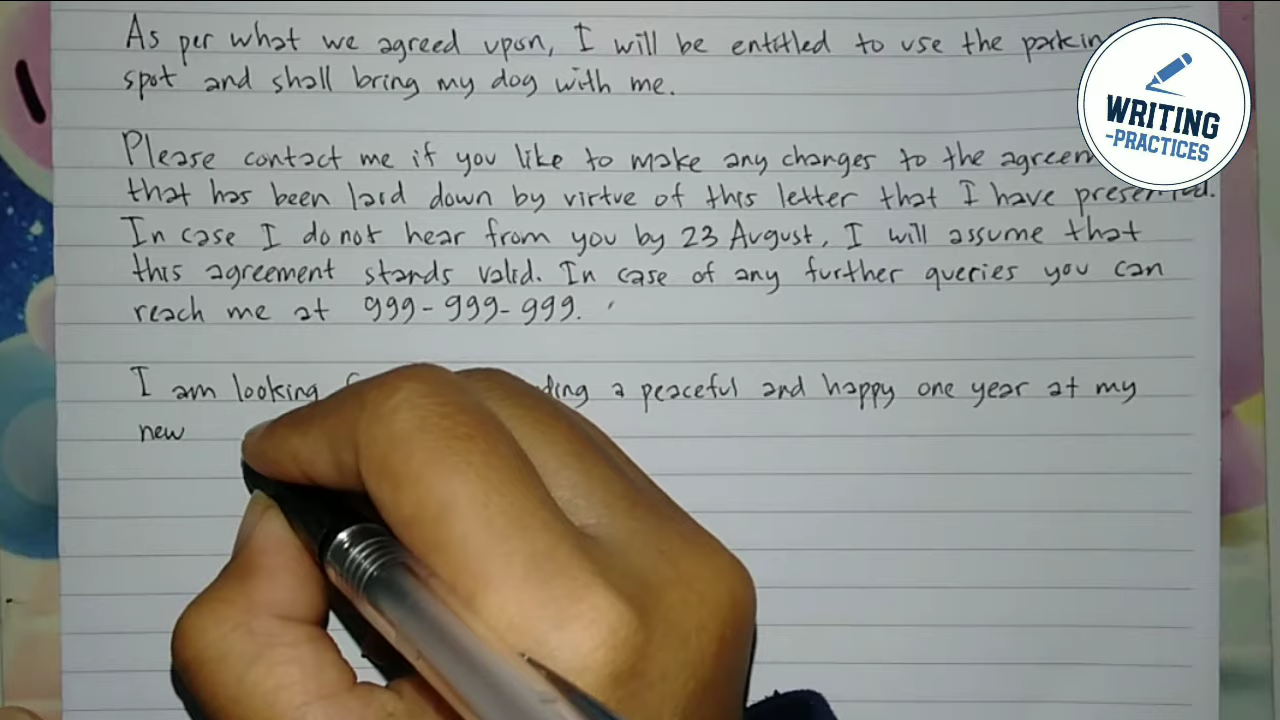 As per what we agreed upon, I will be entitled to use the parkin
spot and shall bring my dog with me.
Please contact me if you like to make any changes to the agreem
that has been laid down by virtue of this letter that I have presented.
In case I do not hear from you by 23 August, I will assume that
this agreement stands valid. In case of any further queries you can
reach me at 999-999-999.
I am looking ding a peaceful and happy one year at my
new
WRITING
-PRACTICES